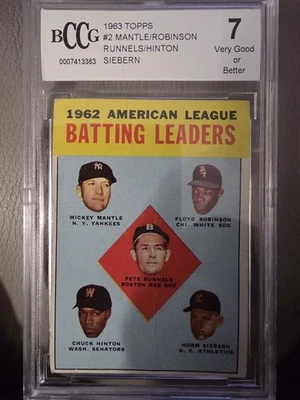 BCCG
0007413363
1963 TOPPS
#2 MANTLE/ROBINSON
RUNNELS/HINTON
SIEBERN
7
Very Good
or
Better
1962 AMERICAN LEAGUE
BATTING LEADERS
MICKEY MANTLE
N. Y. YANKEES
FLOYD ROBINSON
CHI. WHITE SOX
PETE RUNNELS
BOSTON RED SOX
CHUCK HINTON
WASH. SENATORS
NORM SIEBERN
K. C. ATHLETICS